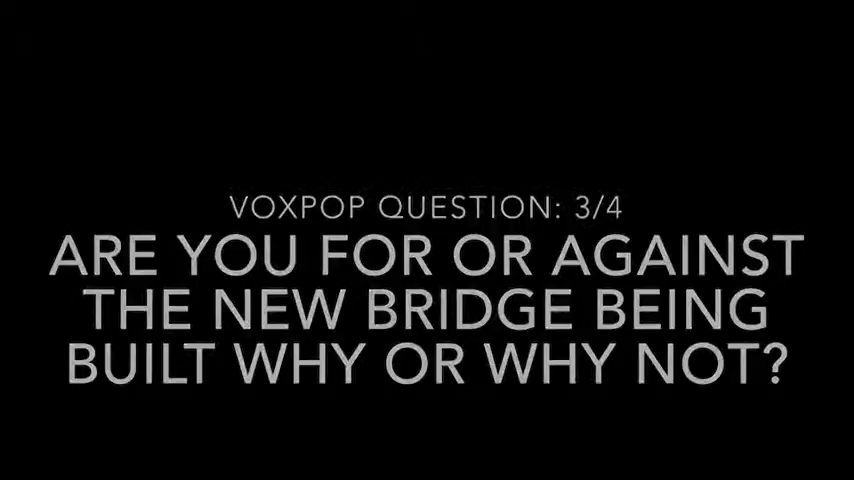 VOXPOP QUESTION: 3/4
ARE YOU FOR OR AGAINST
THE NEW BRIDGE BEING
BUILT WHY OR WHY NOT?